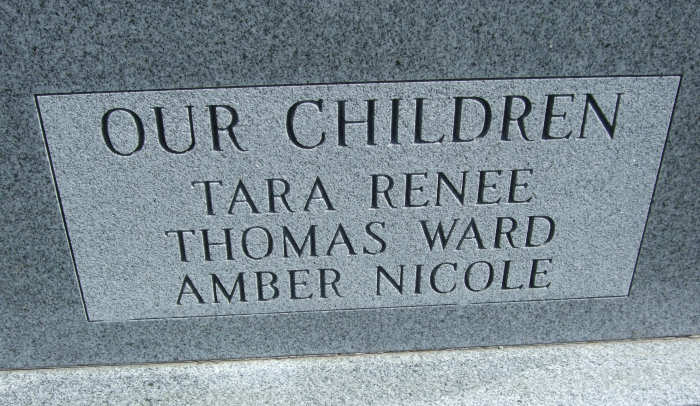 OUR CHILDREN
TARA RENEE
THOMAS WARD
AMBER NICOLE